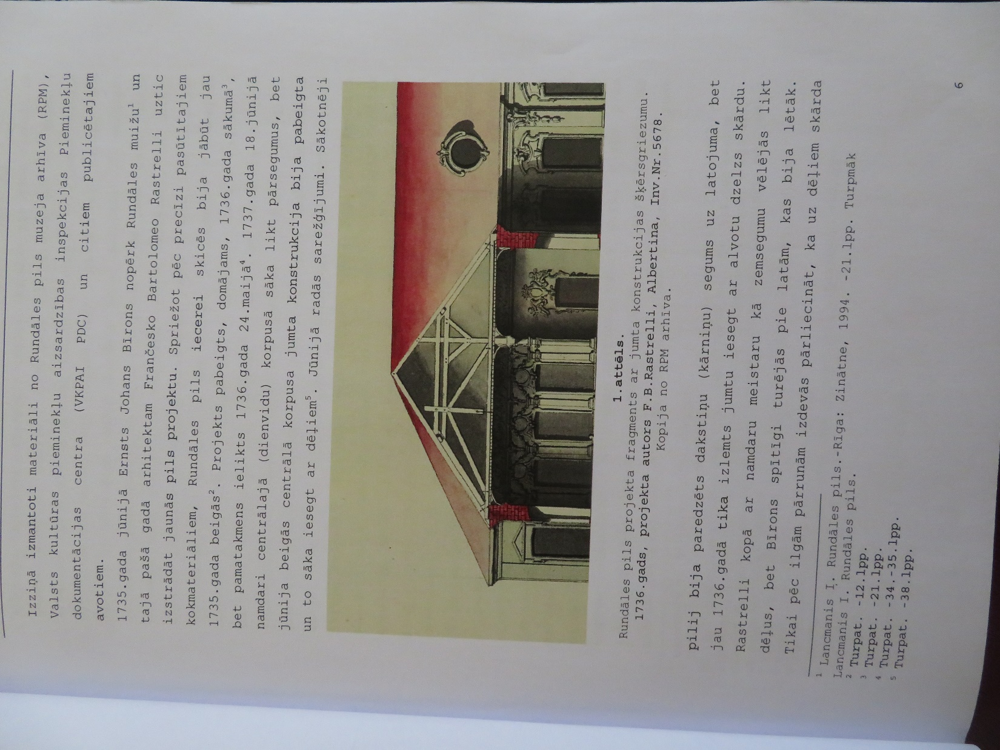 Izziņā izmantoti materiāli no Rundāles pils muzeja arhīva (RPM),
Valsts kultūras pieminekļu aizsardzības inspekcijas Pieminekļu
dokumentācijas centra (VKPAI PDC) un citiem publicētajiem
avotiem.
1735.gada jūnijā Ernsts Johans Bīrons nopērk Rundāles muižu¹ un
tajā pašā gadā arhitektam Frančesko Bartolomeo Rastrelli uztic
izstrādāt jaunās pils projektu. Spriežot pēc precīzi pasūtītajiem
kokmateriāliem, Rundāles pils iecerei skicēs bija jābūt jau
1735.gada beigās². Projekts pabeigts, domājams, 1736.gada sākumā³,
bet pamatakmens ielikts 1736.gada 24.maijā⁴. 1737.gada 18.jūnijā
namdari centrālajā (dienvidu) korpusā sāka likt pārsegumus, bet
jūnija beigās centrālā korpusa jumta konstrukcija bija pabeigta
un to sāka iesegt ar dēļiem⁵. Jūnijā radās sarežģījumi. Sākotnēji
1.attēls.
Rundāles pils projekta fragments ar jumta konstrukcijas šķērsgriezumu.
1736.gads, projekta autors F.B.Rastrelli, Albertina, Inv.Nr.5678.
Kopija no RPM arhīva.
pilij bija paredzēts dakstiņu (kārniņu) segums uz latojuma, bet
jau 1736.gadā tika izlemts jumtu iesegt ar alvotu dzelzs skārdu.
Rastrelli kopā ar namdaru meistaru kā zemsegumu vēlējās likt
dēļus, bet Bīrons spītīgi turējās pie latām, kas bija lētāk.
Tikai pēc ilgām pārrunām izdevās pārliecināt, ka uz dēļiem skārda
¹ Lancmanis I. Rundāles pils.-Rīga: Zinātne, 1994. -21.lpp. Turpmāk
Lancmanis I. Rundāles pils.
² Turpat. -12.lpp.
³ Turpat. -21.lpp.
⁴ Turpat. -34.-35.lpp.
⁵ Turpat. -38.lpp.
6